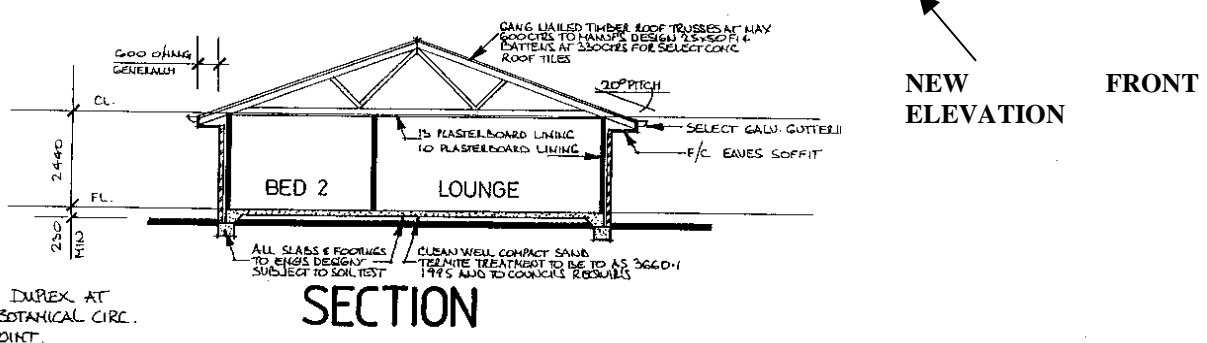 GANG NAILED TIMBER ROOF TRUSSES AT MAX
600CTRS TO MANUF'S DESIGN 25x50 F14
BATTENS AT 330CTRS FOR SELECT CONC
ROOF TILES
600 O/HANG
GENERALLY
20° PITCH
NEW FRONT
ELEVATION
CL.
13 PLASTERBOARD LINING
10 PLASTERBOARD LINING
SELECT GALV. GUTTER
F/C EAVES SOFFIT
2440
BED 2
LOUNGE
FL.
230
MIN
ALL SLABS & FOOTINGS
TO ENGS DESIGN
SUBJECT TO SOIL TEST
CLEAN WELL COMPACT SAND
TERMITE TREATMENT TO BE TO AS 3660.1
1995 AND TO COUNCILS REQUIR'S
SECTION
DUPLEX AT
BOTANICAL CIRC.
OINT.